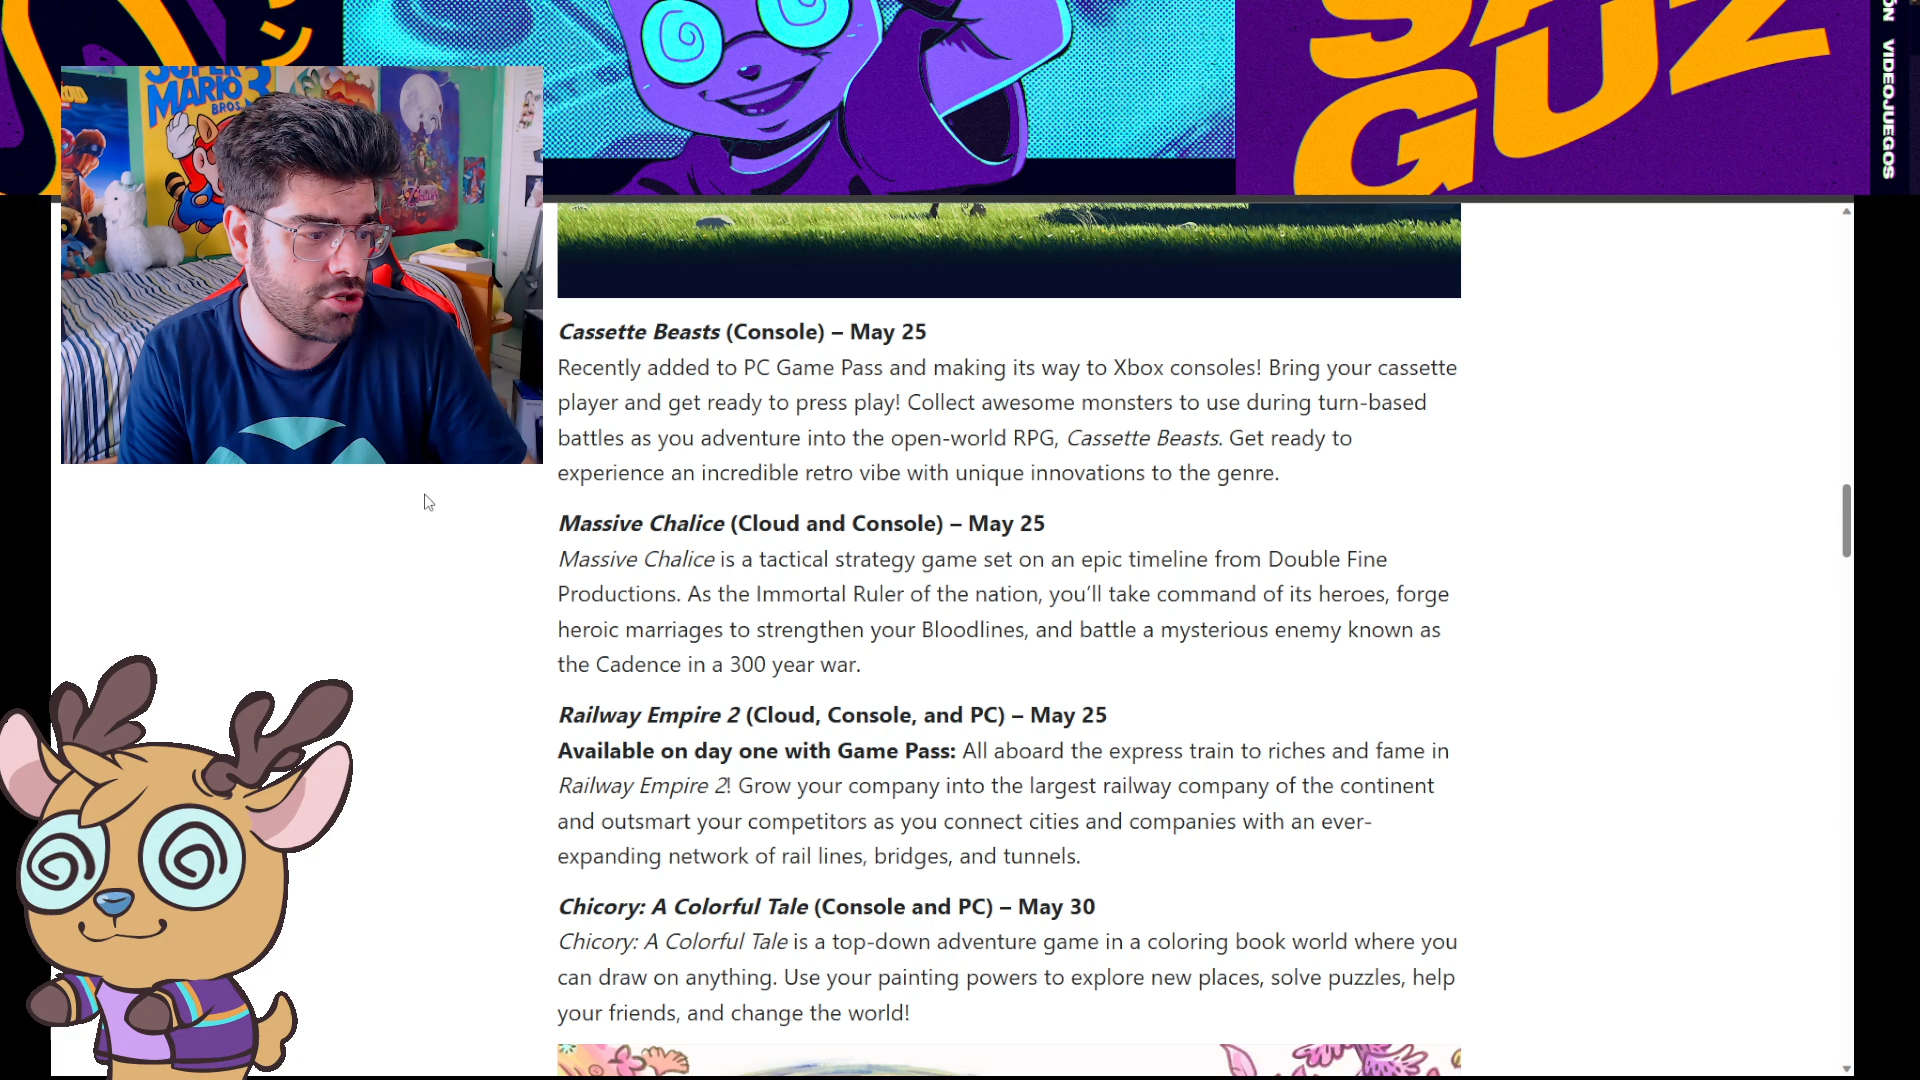 GUZ
VIDEOJUEGOS
SUPER
MARIO 3
BROS.
Cassette Beasts (Console) – May 25
Recently added to PC Game Pass and making its way to Xbox consoles! Bring your cassette
player and get ready to press play! Collect awesome monsters to use during turn-based
battles as you adventure into the open-world RPG, Cassette Beasts. Get ready to
experience an incredible retro vibe with unique innovations to the genre.
Massive Chalice (Cloud and Console) – May 25
Massive Chalice is a tactical strategy game set on an epic timeline from Double Fine
Productions. As the Immortal Ruler of the nation, you’ll take command of its heroes, forge
heroic marriages to strengthen your Bloodlines, and battle a mysterious enemy known as
the Cadence in a 300 year war.
Railway Empire 2 (Cloud, Console, and PC) – May 25
Available on day one with Game Pass: All aboard the express train to riches and fame in
Railway Empire 2! Grow your company into the largest railway company of the continent
and outsmart your competitors as you connect cities and companies with an ever-
expanding network of rail lines, bridges, and tunnels.
Chicory: A Colorful Tale (Console and PC) – May 30
Chicory: A Colorful Tale is a top-down adventure game in a coloring book world where you
can draw on anything. Use your painting powers to explore new places, solve puzzles, help
your friends, and change the world!